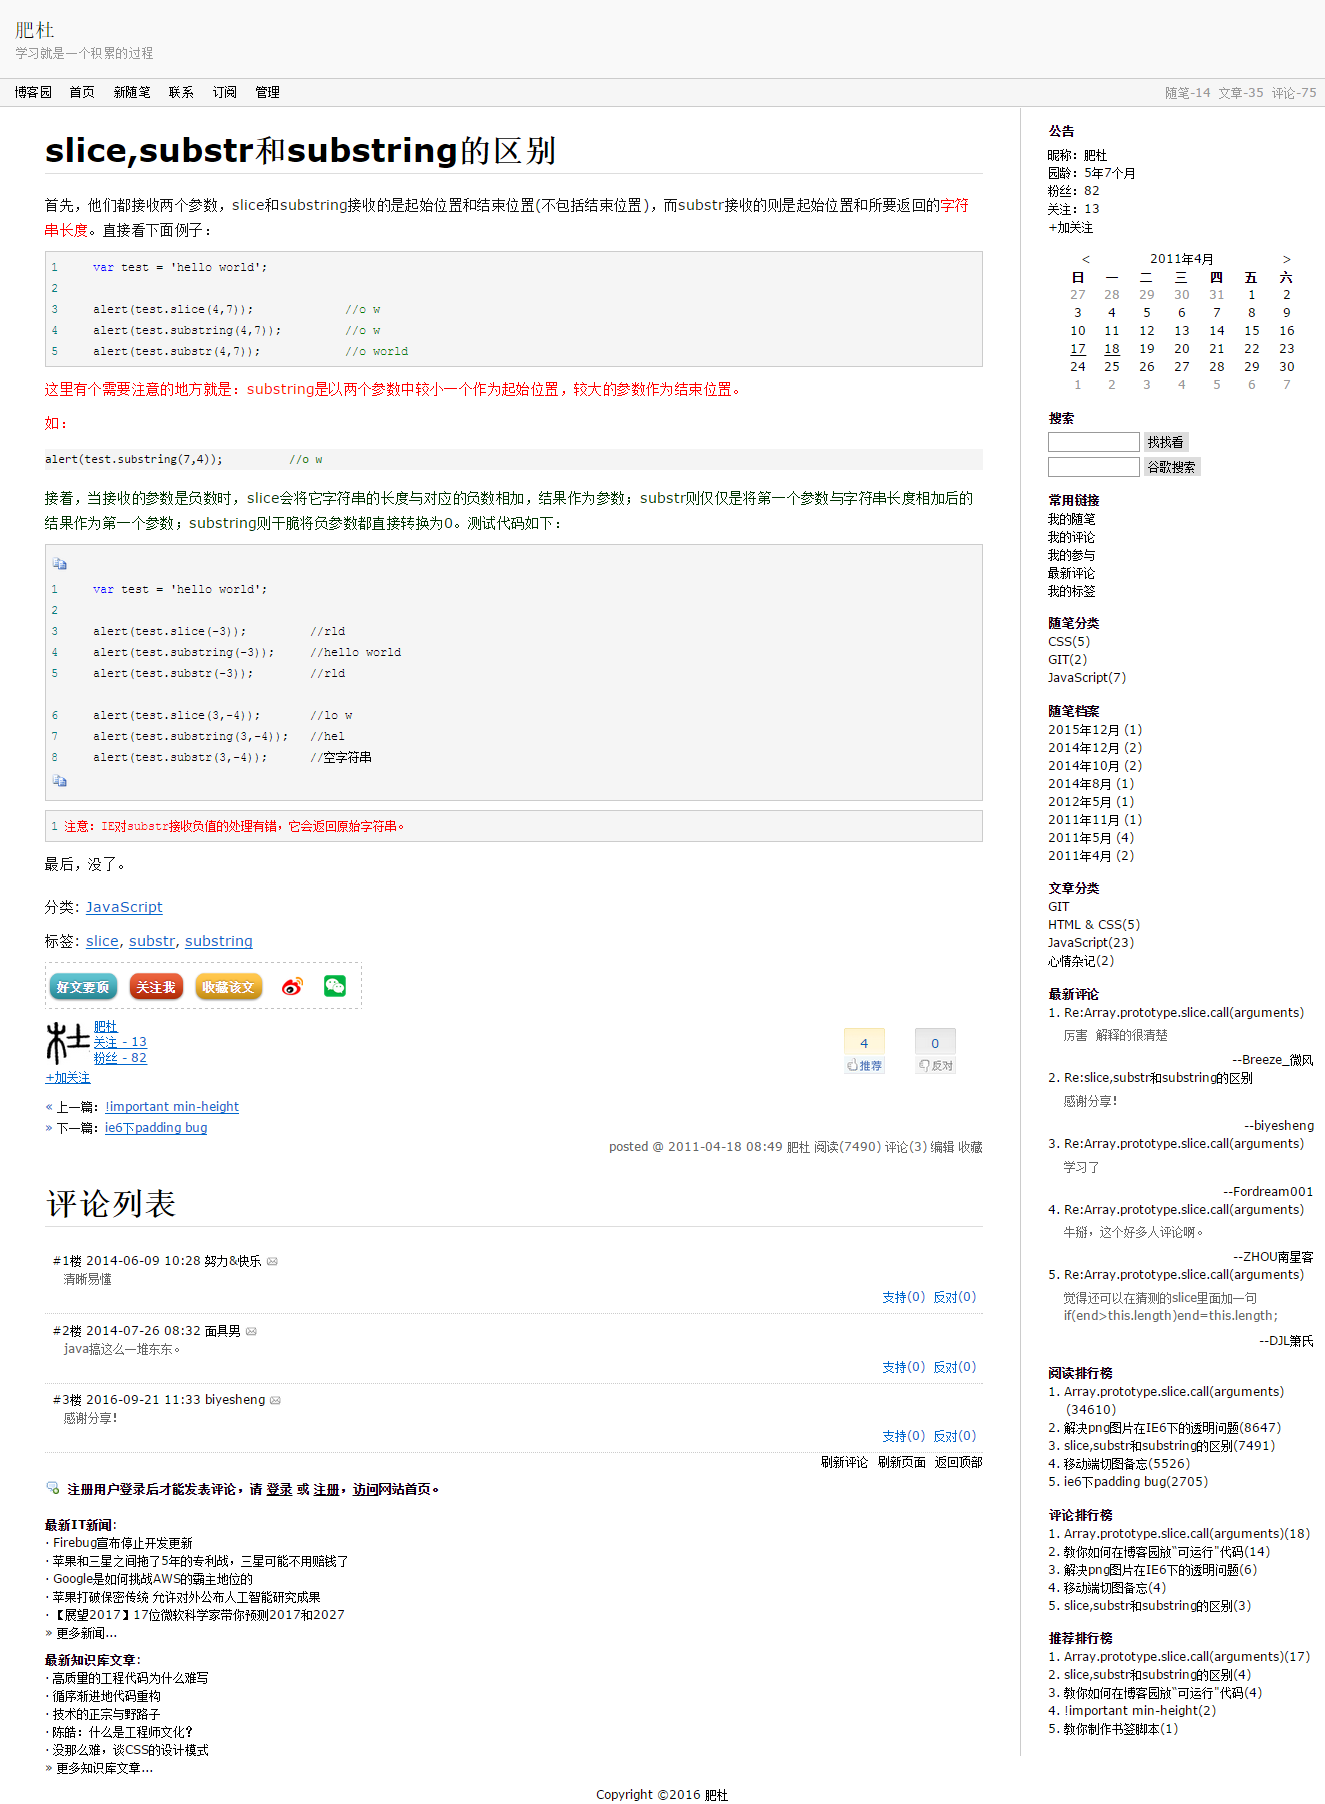 肥杜
学习就是一个积累的过程
博客园 首页 新随笔 联系 订阅 管理
随笔-14 文章-35 评论-75
slice,substr和substring的区别
首先，他们都接收两个参数，slice和substring接收的是起始位置和结束位置(不包括结束位置)，而substr接收的则是起始位置和所要返回的字符
串长度。直接看下面例子：
1 var test = 'hello world';
2
3 alert(test.slice(4,7)); //o w
4 alert(test.substring(4,7)); //o w
5 alert(test.substr(4,7)); //o world
这里有个需要注意的地方就是：substring是以两个参数中较小一个作为起始位置，较大的参数作为结束位置。
如：
alert(test.substring(7,4)); //o w
接着，当接收的参数是负数时，slice会将它字符串的长度与对应的负数相加，结果作为参数；substr则仅仅是将第一个参数与字符串长度相加后的
结果作为第一个参数；substring则干脆将负参数都直接转换为0。测试代码如下：
1 var test = 'hello world';
2
3 alert(test.slice(-3)); //rld
4 alert(test.substring(-3)); //hello world
5 alert(test.substr(-3)); //rld
6 alert(test.slice(3,-4)); //lo w
7 alert(test.substring(3,-4)); //hel
8 alert(test.substr(3,-4)); //空字符串
1 注意：IE对substr接收负值的处理有错，它会返回原始字符串。
最后，没了。
分类: JavaScript
标签: slice, substr, substring
好文要顶 关注我 收藏该文
杜
肥杜
关注 - 13
粉丝 - 82
+加关注
4
推荐
0
反对
« 上一篇：!important min-height
» 下一篇：ie6下padding bug
posted @ 2011-04-18 08:49 肥杜 阅读(7490) 评论(3) 编辑 收藏
评论列表
#1楼 2014-06-09 10:28 努力&快乐
清晰易懂
支持(0) 反对(0)
#2楼 2014-07-26 08:32 面具男
java搞这么一堆东东。
支持(0) 反对(0)
#3楼 2016-09-21 11:33 biyesheng
感谢分享！
支持(0) 反对(0)
刷新评论 刷新页面 返回顶部
注册用户登录后才能发表评论，请 登录 或 注册，访问网站首页。
最新IT新闻:
· Firebug宣布停止开发更新
· 苹果和三星之间拖了5年的专利战，三星可能不用赔钱了
· Google是如何挑战AWS的霸主地位的
· 苹果打破保密传统 允许对外公布人工智能研究成果
· 【展望2017】17位微软科学家带你预测2017和2027
» 更多新闻...
最新知识库文章:
· 高质量的工程代码为什么难写
· 循序渐进地代码重构
· 技术的正宗与野路子
· 陈皓：什么是工程师文化？
· 没那么难，谈CSS的设计模式
» 更多知识库文章...
公告
昵称：肥杜
园龄：5年7个月
粉丝：82
关注：13
+加关注
< 2011年4月 >
日 一 二 三 四 五 六
27 28 29 30 31 1 2
3 4 5 6 7 8 9
10 11 12 13 14 15 16
17 18 19 20 21 22 23
24 25 26 27 28 29 30
1 2 3 4 5 6 7
搜索
找找看
谷歌搜索
常用链接
我的随笔
我的评论
我的参与
最新评论
我的标签
随笔分类
CSS(5)
GIT(2)
JavaScript(7)
随笔档案
2015年12月 (1)
2014年12月 (2)
2014年10月 (2)
2014年8月 (1)
2012年5月 (1)
2011年11月 (1)
2011年5月 (4)
2011年4月 (2)
文章分类
GIT
HTML & CSS(5)
JavaScript(23)
心情杂记(2)
最新评论
1. Re:Array.prototype.slice.call(arguments)
厉害 解释的很清楚
--Breeze_微风
2. Re:slice,substr和substring的区别
感谢分享！
--biyesheng
3. Re:Array.prototype.slice.call(arguments)
学习了
--Fordream001
4. Re:Array.prototype.slice.call(arguments)
牛掰，这个好多人评论啊。
--ZHOU南星客
5. Re:Array.prototype.slice.call(arguments)
觉得还可以在猜测的slice里面加一句
if(end>this.length)end=this.length;
--DJL箫氏
阅读排行榜
1. Array.prototype.slice.call(arguments)
(34610)
2. 解决png图片在IE6下的透明问题(8647)
3. slice,substr和substring的区别(7491)
4. 移动端切图备忘(5526)
5. ie6下padding bug(2705)
评论排行榜
1. Array.prototype.slice.call(arguments)(18)
2. 教你如何在博客园放“可运行”代码(14)
3. 解决png图片在IE6下的透明问题(6)
4. 移动端切图备忘(4)
5. slice,substr和substring的区别(3)
推荐排行榜
1. Array.prototype.slice.call(arguments)(17)
2. slice,substr和substring的区别(4)
3. 教你如何在博客园放“可运行”代码(4)
4. !important min-height(2)
5. 教你制作书签脚本(1)
Copyright ©2016 肥杜